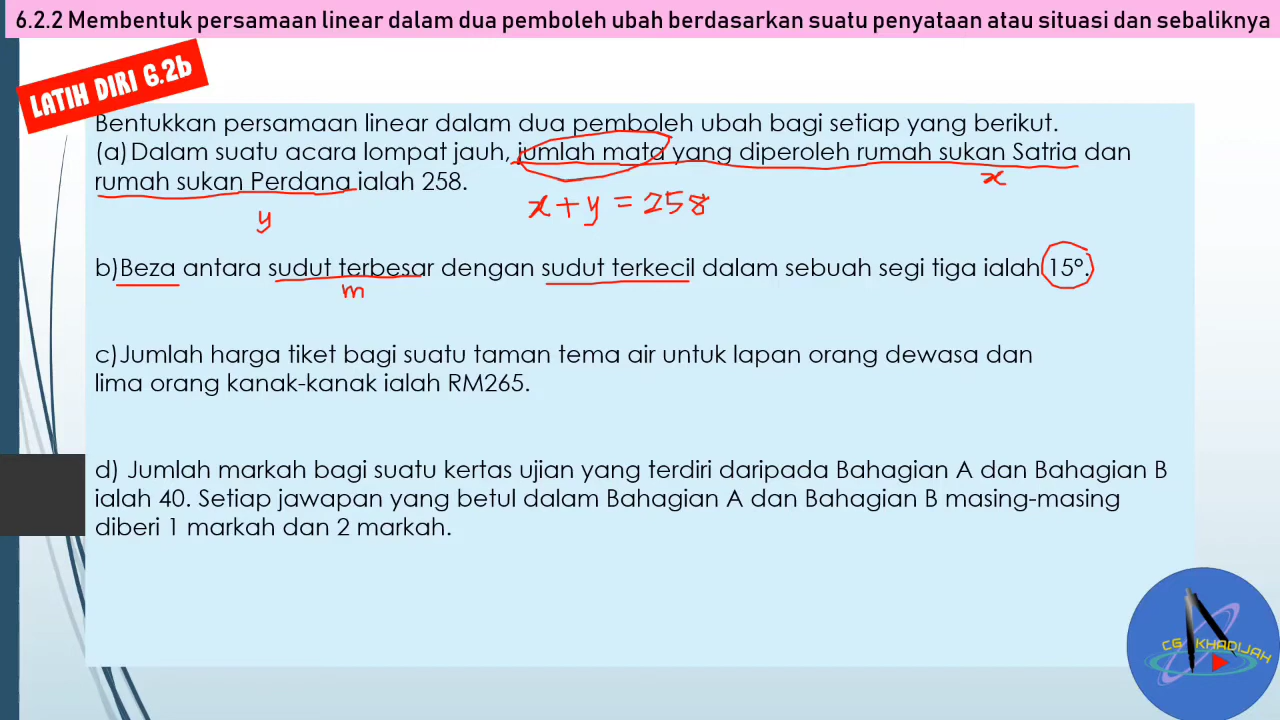 6.2.2 Membentuk persamaan linear dalam dua pemboleh ubah berdasarkan suatu penyataan atau situasi dan sebaliknya
LATIH DIRI 6.2b
Bentukkan persamaan linear dalam dua pemboleh ubah bagi setiap yang berikut.
(a) Dalam suatu acara lompat jauh, jumlah mata yang diperoleh rumah sukan Satria dan
x
rumah sukan Perdana ialah 258.
y
x + y = 258
b) Beza antara sudut terbesar dengan sudut terkecil dalam sebuah segi tiga ialah 15°.
m
c) Jumlah harga tiket bagi suatu taman tema air untuk lapan orang dewasa dan
lima orang kanak-kanak ialah RM265.
d) Jumlah markah bagi suatu kertas ujian yang terdiri daripada Bahagian A dan Bahagian B
ialah 40. Setiap jawapan yang betul dalam Bahagian A dan Bahagian B masing-masing
diberi 1 markah dan 2 markah.
CG KHADIJAH